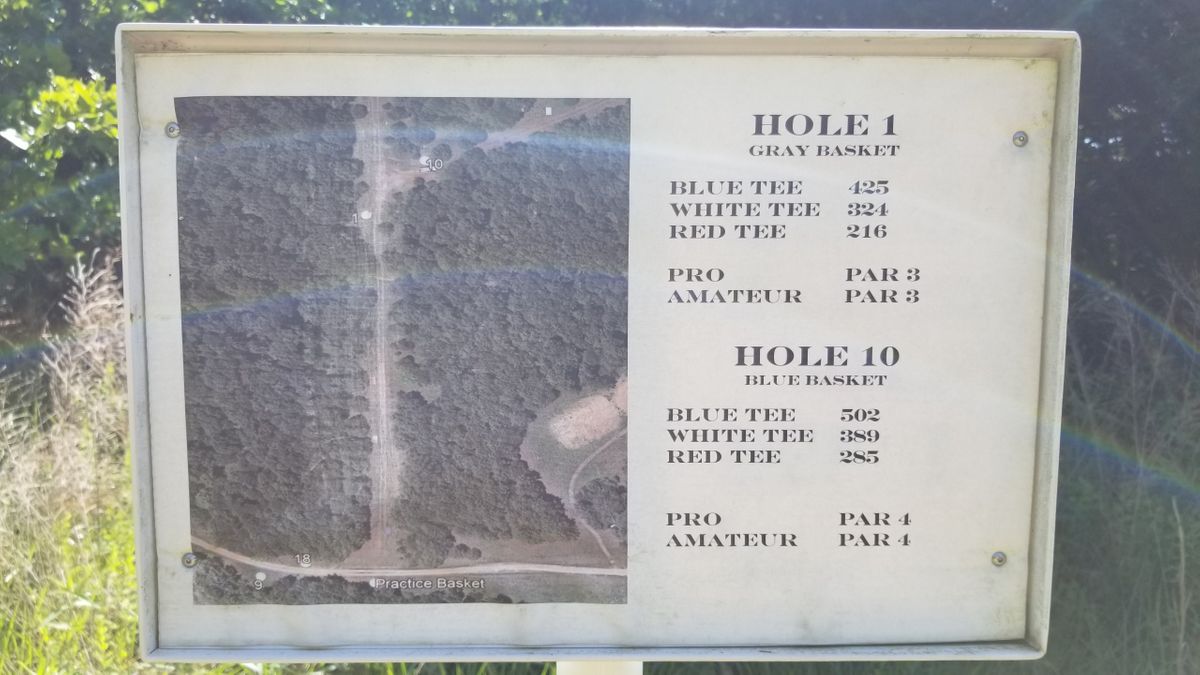 10
1
18
9
Practice Basket
HOLE 1
GRAY BASKET
BLUE TEE 425
WHITE TEE 324
RED TEE 216
PRO PAR 3
AMATEUR PAR 3
HOLE 10
BLUE BASKET
BLUE TEE 502
WHITE TEE 389
RED TEE 285
PRO PAR 4
AMATEUR PAR 4